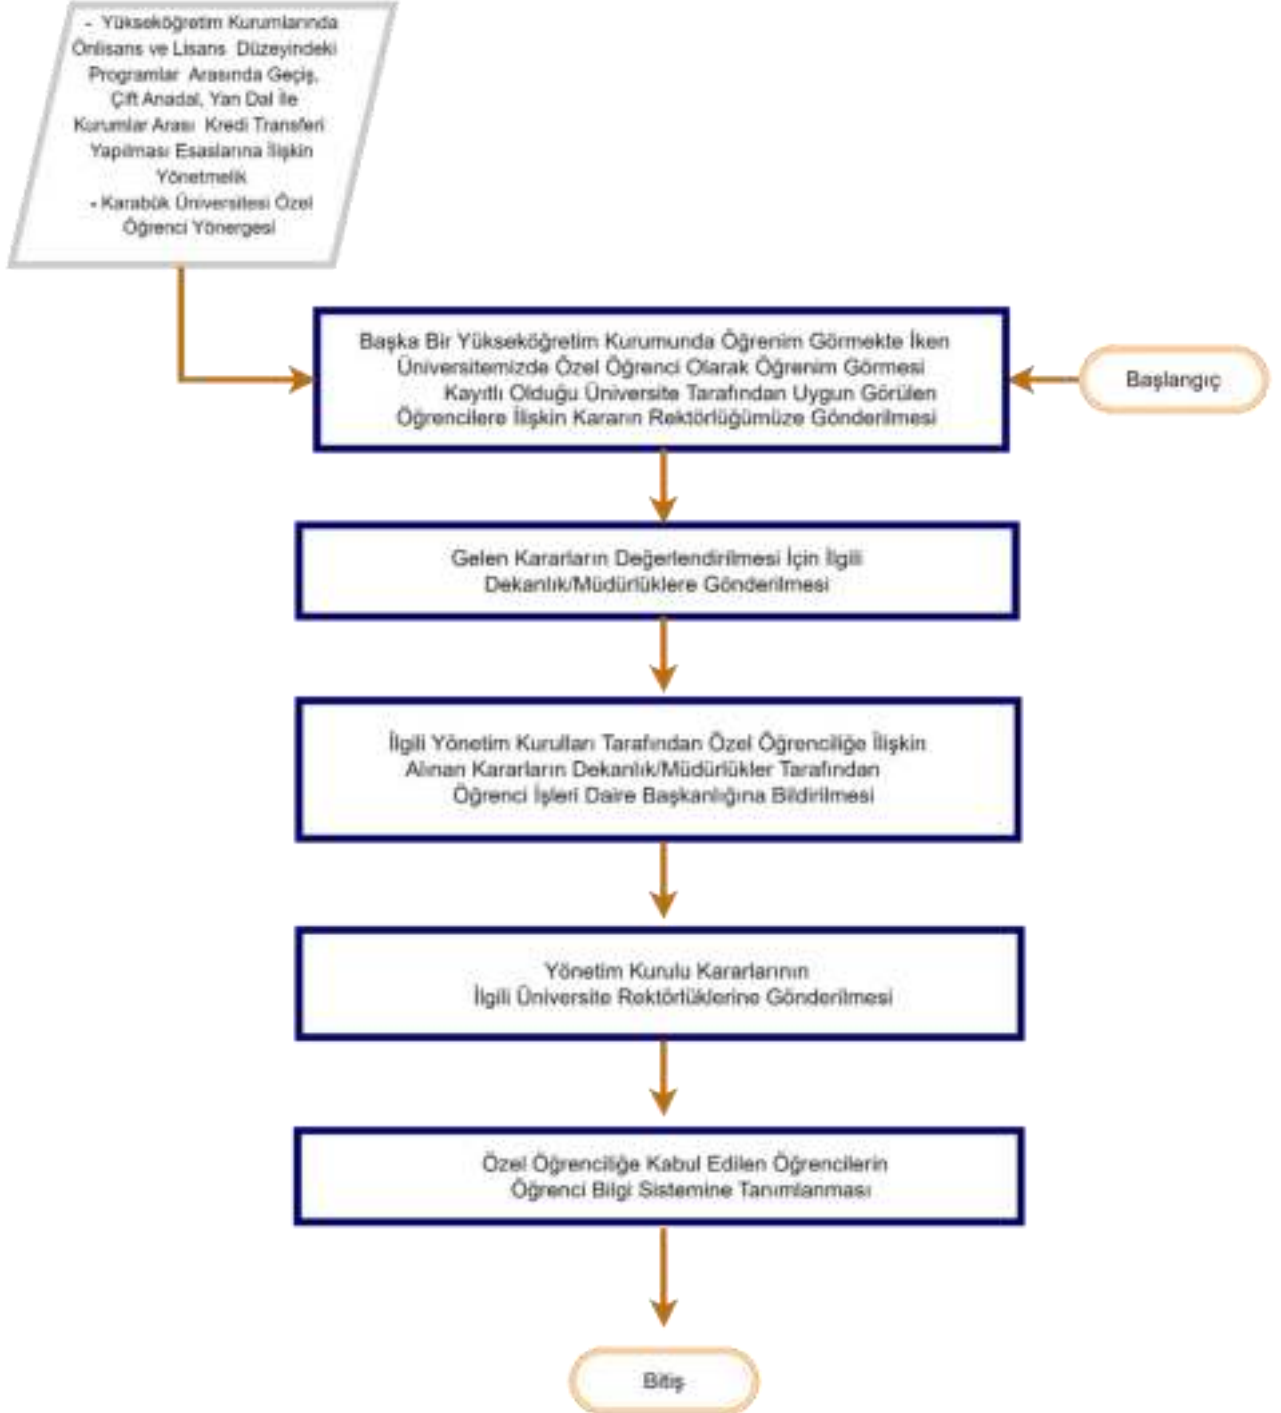 - Yükseköğretim Kurumlarında
Önlisans ve Lisans Düzeyindeki
Programlar Arasında Geçiş,
Çift Anadal, Yan Dal İle
Kurumlar Arası Kredi Transferi
Yapılması Esaslarına İlişkin
Yönetmelik
- Karabük Üniversitesi Özel
Öğrenci Yönergesi
Başka Bir Yükseköğretim Kurumunda Öğrenim Görmekte İken
Üniversitemizde Özel Öğrenci Olarak Öğrenim Görmesi
Kayıtlı Olduğu Üniversite Tarafından Uygun Görülen
Öğrencilere İlişkin Kararın Rektörlüğümüze Gönderilmesi
Başlangıç
Gelen Kararların Değerlendirilmesi İçin İlgili
Dekanlık/Müdürlüklere Gönderilmesi
İlgili Yönetim Kurulları Tarafından Özel Öğrenciliğe İlişkin
Alınan Kararların Dekanlık/Müdürlükler Tarafından
Öğrenci İşleri Daire Başkanlığına Bildirilmesi
Yönetim Kurulu Kararlarının
İlgili Üniversite Rektörlüklerine Gönderilmesi
Özel Öğrenciliğe Kabul Edilen Öğrencilerin
Öğrenci Bilgi Sistemine Tanımlanması
Bitiş